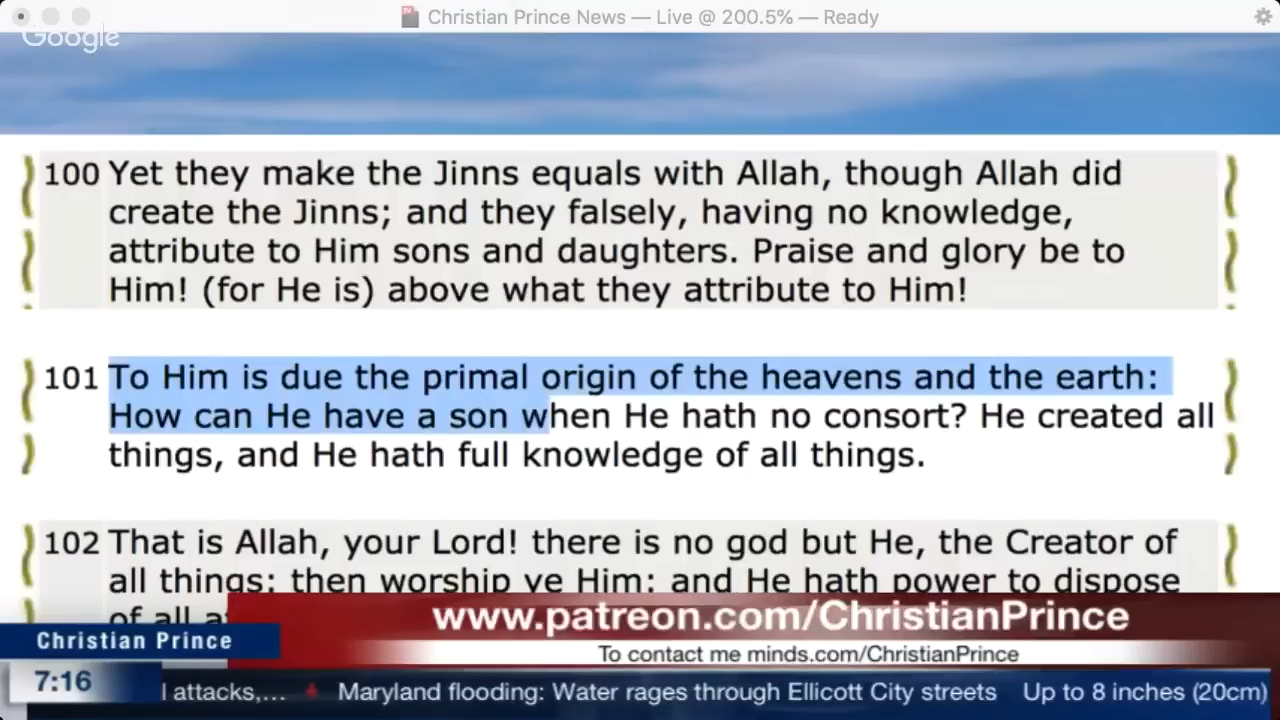 Christian Prince News — Live @ 200.5% — Ready
Google
100 Yet they make the Jinns equals with Allah, though Allah did
create the Jinns; and they falsely, having no knowledge,
attribute to Him sons and daughters. Praise and glory be to
Him! (for He is) above what they attribute to Him!
101 To Him is due the primal origin of the heavens and the earth:
How can He have a son when He hath no consort? He created all
things, and He hath full knowledge of all things.
102 That is Allah, your Lord! there is no god but He, the Creator of
all things: then worship ye Him: and He hath power to dispose
of all
www.patreon.com/ChristianPrince
Christian Prince
To contact me minds.com/ChristianPrince
7:16
l attacks,... Maryland flooding: Water rages through Ellicott City streets Up to 8 inches (20cm)